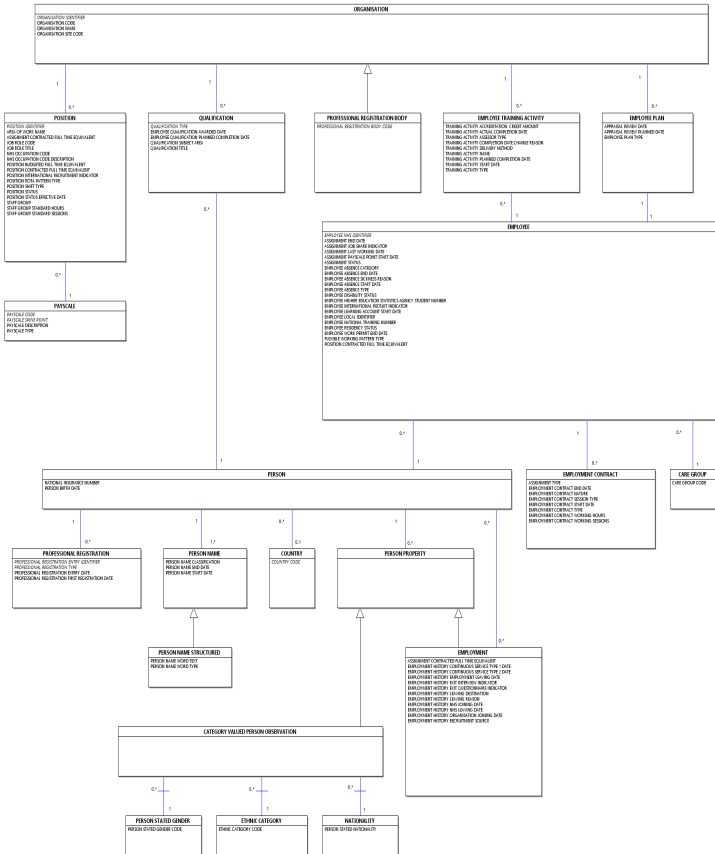 ORGANISATION
ORGANISATION IDENTIFIER
ORGANISATION CODE
ORGANISATION NAME
ORGANISATION SITE CODE
1
1
1
1
0..*
0..*
0..*
0..*
POSITION
POSITION IDENTIFIER
AREA OF WORK NAME
ASSIGNMENT CONTRACTED FULL TIME EQUIVALENT
JOB ROLE CODE
JOB ROLE TITLE
NHS OCCUPATION CODE
NHS OCCUPATION CODE DESCRIPTION
POSITION BUDGETED FULL TIME EQUIVALENT
POSITION CONTRACTED FULL TIME EQUIVALENT
POSITION INTERNATIONAL RECRUITMENT INDICATOR
POSITION ROTA PATTERN TYPE
POSITION SHIFT TYPE
POSITION STATUS
POSITION STATUS EFFECTIVE DATE
STAFF GROUP
STAFF GROUP STANDARD HOURS
STAFF GROUP STANDARD SESSIONS
QUALIFICATION
QUALIFICATION TYPE
EMPLOYEE QUALIFICATION AWARDED DATE
EMPLOYEE QUALIFICATION PLANNED COMPLETION DATE
QUALIFICATION SUBJECT AREA
QUALIFICATION TITLE
PROFESSIONAL REGISTRATION BODY
PROFESSIONAL REGISTRATION BODY CODE
EMPLOYEE TRAINING ACTIVITY
TRAINING ACTIVITY ACCREDITATION CREDIT AMOUNT
TRAINING ACTIVITY ACTUAL COMPLETION DATE
TRAINING ACTIVITY ASSESSOR TYPE
TRAINING ACTIVITY COMPLETION DATE CHANGE REASON
TRAINING ACTIVITY DELIVERY METHOD
TRAINING ACTIVITY NAME
TRAINING ACTIVITY PLANNED COMPLETION DATE
TRAINING ACTIVITY START DATE
TRAINING ACTIVITY TYPE
EMPLOYEE PLAN
APPRAISAL REVIEW DATE
APPRAISAL REVIEW PLANNED DATE
EMPLOYEE PLAN TYPE
0..*
0..*
1
1
1
EMPLOYEE
EMPLOYEE NHS IDENTIFIER
ASSIGNMENT END DATE
ASSIGNMENT JOB SHARE INDICATOR
ASSIGNMENT LAST WORKING DATE
ASSIGNMENT PAYSCALE POINT START DATE
ASSIGNMENT STATUS
EMPLOYEE ABSENCE CATEGORY
EMPLOYEE ABSENCE END DATE
EMPLOYEE ABSENCE SICKNESS REASON
EMPLOYEE ABSENCE START DATE
EMPLOYEE ABSENCE TYPE
EMPLOYEE DISABILITY STATUS
EMPLOYEE HIGHER EDUCATION STATISTICS AGENCY STUDENT NUMBER
EMPLOYEE INTERNATIONAL RECRUIT INDICATOR
EMPLOYEE LEARNING ACCOUNT START DATE
EMPLOYEE LOCAL IDENTIFIER
EMPLOYEE NATIONAL TRAINING NUMBER
EMPLOYEE RESIDENCY STATUS
EMPLOYEE WORK PERMIT END DATE
FLEXIBLE WORKING PATTERN TYPE
POSITION CONTRACTED FULL TIME EQUIVALENT
0..*
1
PAYSCALE
PAYSCALE CODE
PAYSCALE SPINE POINT
PAYSCALE DESCRIPTION
PAYSCALE TYPE
0..*
1
0..*
1
1
0..*
1
PERSON
NATIONAL INSURANCE NUMBER
PERSON BIRTH DATE
EMPLOYMENT CONTRACT
ASSIGNMENT TYPE
EMPLOYMENT CONTRACT END DATE
EMPLOYMENT CONTRACT NATURE
EMPLOYMENT CONTRACT SESSION TYPE
EMPLOYMENT CONTRACT START DATE
EMPLOYMENT CONTRACT TYPE
EMPLOYMENT CONTRACT WORKING HOURS
EMPLOYMENT CONTRACT WORKING SESSIONS
CARE GROUP
CARE GROUP CODE
1
1
0..*
1
0..*
0..*
1..*
0..1
0..*
PROFESSIONAL REGISTRATION
PROFESSIONAL REGISTRATION ENTRY IDENTIFIER
PROFESSIONAL REGISTRATION TYPE
PROFESSIONAL REGISTRATION EXPIRY DATE
PROFESSIONAL REGISTRATION FIRST REGISTRATION DATE
PERSON NAME
PERSON NAME CLASSIFICATION
PERSON NAME END DATE
PERSON NAME START DATE
COUNTRY
COUNTRY CODE
PERSON PROPERTY
0..*
PERSON NAME STRUCTURED
PERSON NAME WORD TEXT
PERSON NAME WORD TYPE
EMPLOYMENT
ASSIGNMENT CONTRACTED FULL TIME EQUIVALENT
EMPLOYMENT HISTORY CONTINUOUS SERVICE TYPE 1 DATE
EMPLOYMENT HISTORY CONTINUOUS SERVICE TYPE 2 DATE
EMPLOYMENT HISTORY EMPLOYMENT LEAVING DATE
EMPLOYMENT HISTORY EXIT INTERVIEW INDICATOR
EMPLOYMENT HISTORY EXIT QUESTIONNAIRE INDICATOR
EMPLOYMENT HISTORY LEAVING DESTINATION
EMPLOYMENT HISTORY LEAVING REASON
EMPLOYMENT HISTORY NHS JOINING DATE
EMPLOYMENT HISTORY NHS LEAVING DATE
EMPLOYMENT HISTORY ORGANISATION JOINING DATE
EMPLOYMENT HISTORY RECRUITMENT SOURCE
CATEGORY VALUED PERSON OBSERVATION
0..*
0..*
0..*
1
1
1
PERSON STATED GENDER
PERSON STATED GENDER CODE
ETHNIC CATEGORY
ETHNIC CATEGORY CODE
NATIONALITY
PERSON STATED NATIONALITY